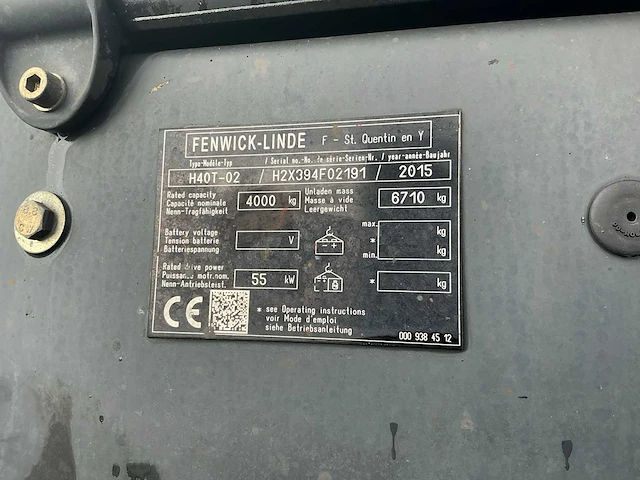 FENWICK-LINDE F - St. Quentin en Y
Type-Modèle-Typ / Serial no.-No. de série-Serien-Nr. / year-année-Baujahr
H40T-02 / H2X394F02191 / 2015
Rated capacity
Capacité nominale
Nenn-Tragfähigkeit
4000 kg
Unladen mass
Masse à vide
Leergewicht
6710 kg
Battery voltage
Tension batterie
Batteriespannung
V
max.
kg
*
min.
kg
Rated drive power
Puissance motr.nom.
Nenn-Antriebsleist.
55 kW
* kg
CE
* see Operating instructions
voir Mode d'emploi
siehe Betriebsanleitung
000 938 45 12
8.8